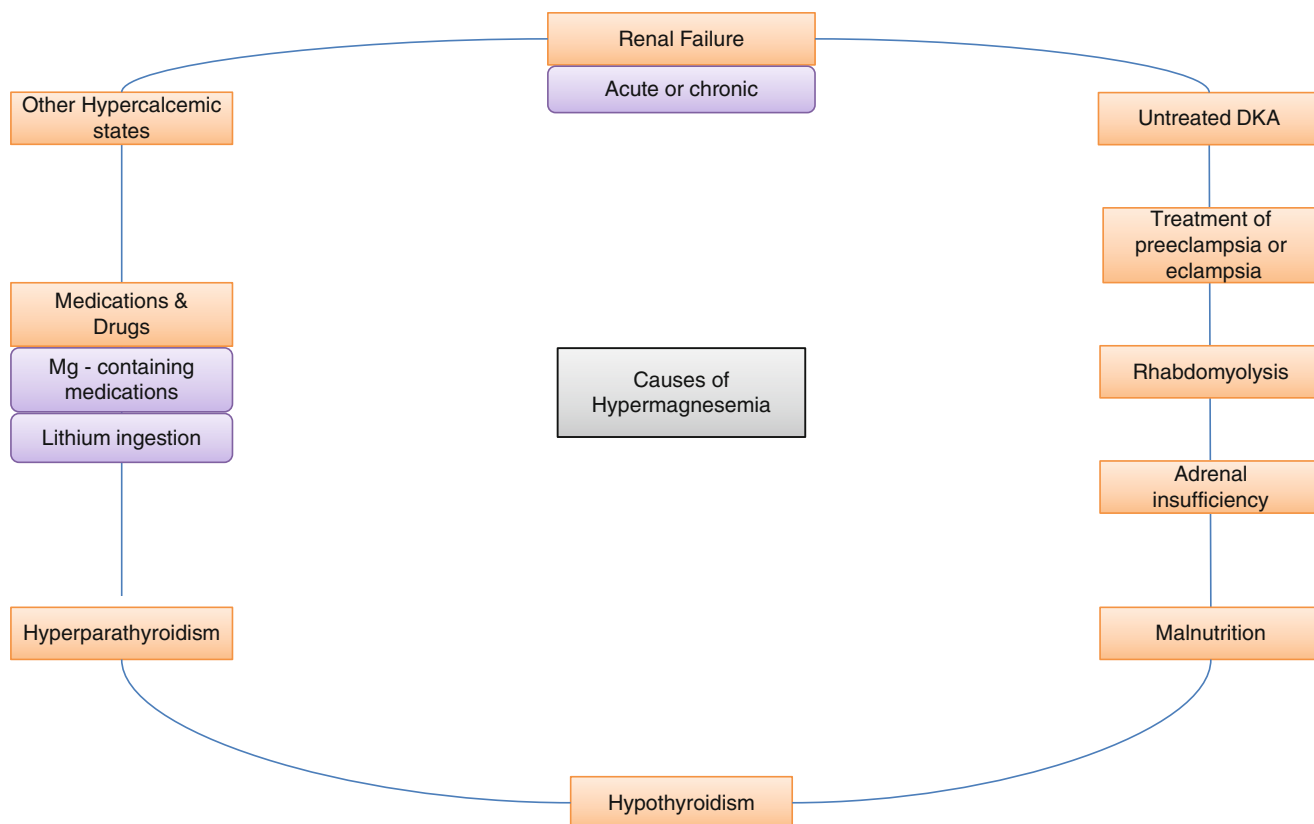 Renal Failure
Acute or chronic
Other Hypercalcemic
states
Untreated DKA
Treatment of
preeclampsia or
eclampsia
Medications &
Drugs
Mg - containing
medications
Lithium ingestion
Causes of
Hypermagnesemia
Rhabdomyolysis
Adrenal
insufficiency
Hyperparathyroidism
Malnutrition
Hypothyroidism